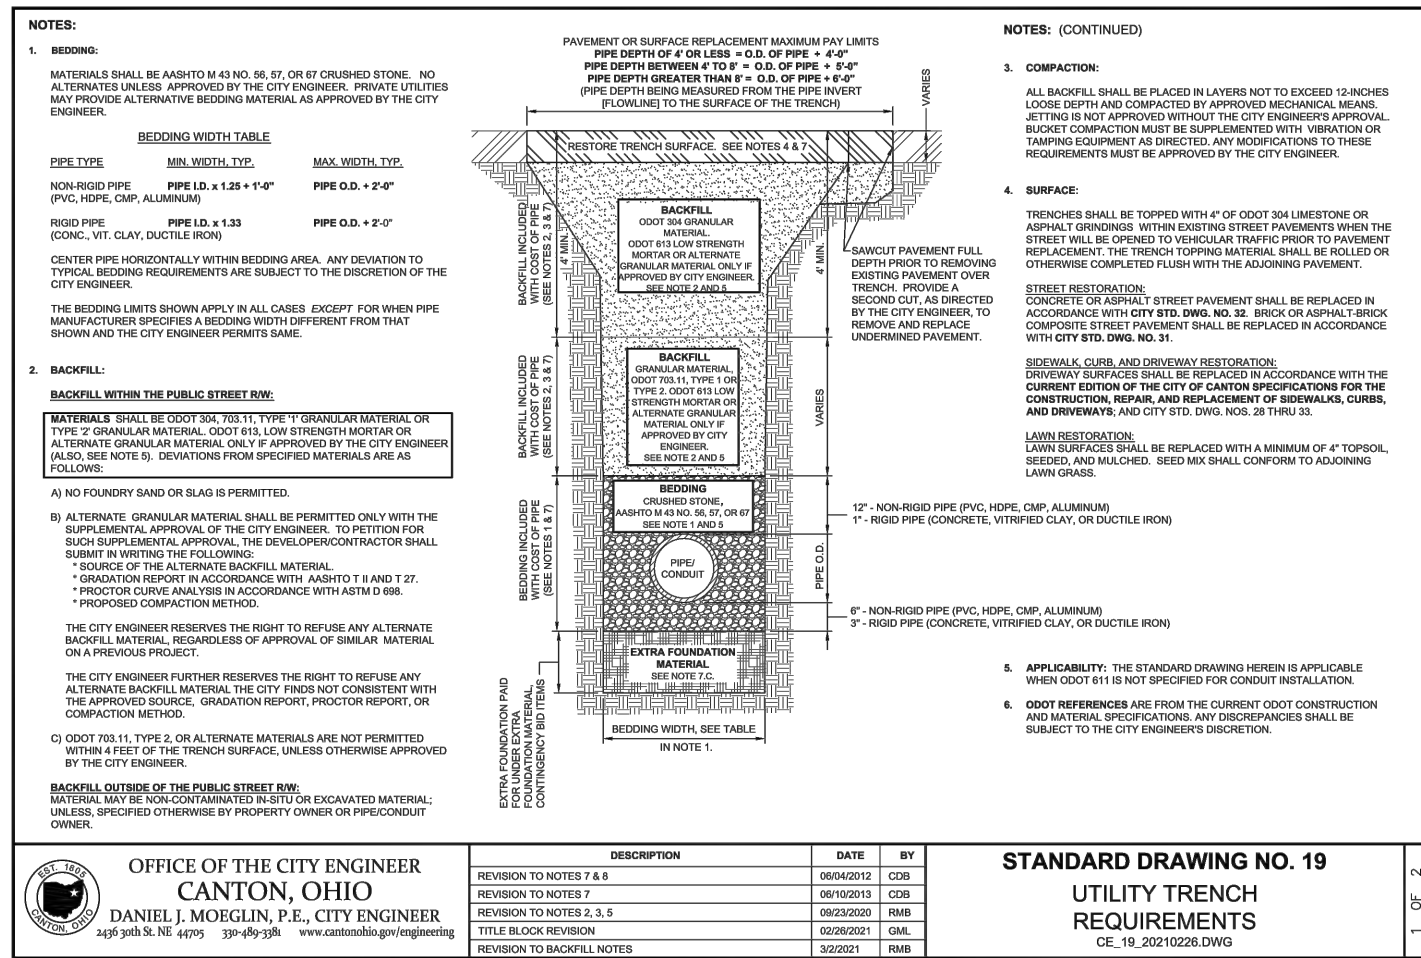 NOTES:
1. BEDDING:
MATERIALS SHALL BE AASHTO M 43 NO. 56, 57, OR 67 CRUSHED STONE. NO
ALTERNATES UNLESS APPROVED BY THE CITY ENGINEER. PRIVATE UTILITIES
MAY PROVIDE ALTERNATIVE BEDDING MATERIAL AS APPROVED BY THE CITY
ENGINEER.
BEDDING WIDTH TABLE
PIPE TYPE MIN. WIDTH, TYP. MAX. WIDTH, TYP.
NON-RIGID PIPE PIPE I.D. x 1.25 + 1'-0" PIPE O.D. + 2'-0"
(PVC, HDPE, CMP, ALUMINUM)
RIGID PIPE PIPE I.D. x 1.33 PIPE O.D. + 2'-0"
(CONC., VIT. CLAY, DUCTILE IRON)
CENTER PIPE HORIZONTALLY WITHIN BEDDING AREA. ANY DEVIATION TO
TYPICAL BEDDING REQUIREMENTS ARE SUBJECT TO THE DISCRETION OF THE
CITY ENGINEER.
THE BEDDING LIMITS SHOWN APPLY IN ALL CASES EXCEPT FOR WHEN PIPE
MANUFACTURER SPECIFIES A BEDDING WIDTH DIFFERENT FROM THAT
SHOWN AND THE CITY ENGINEER PERMITS SAME.
2. BACKFILL:
BACKFILL WITHIN THE PUBLIC STREET R/W:
MATERIALS SHALL BE ODOT 304, 703.11, TYPE '1' GRANULAR MATERIAL OR
TYPE '2' GRANULAR MATERIAL. ODOT 613, LOW STRENGTH MORTAR OR
ALTERNATE GRANULAR MATERIAL ONLY IF APPROVED BY THE CITY ENGINEER
(ALSO, SEE NOTE 5). DEVIATIONS FROM SPECIFIED MATERIALS ARE AS
FOLLOWS:
A) NO FOUNDRY SAND OR SLAG IS PERMITTED.
B) ALTERNATE GRANULAR MATERIAL SHALL BE PERMITTED ONLY WITH THE
SUPPLEMENTAL APPROVAL OF THE CITY ENGINEER. TO PETITION FOR
SUCH SUPPLEMENTAL APPROVAL, THE DEVELOPER/CONTRACTOR SHALL
SUBMIT IN WRITING THE FOLLOWING:
* SOURCE OF THE ALTERNATE BACKFILL MATERIAL.
* GRADATION REPORT IN ACCORDANCE WITH AASHTO T II AND T 27.
* PROCTOR CURVE ANALYSIS IN ACCORDANCE WITH ASTM D 698.
* PROPOSED COMPACTION METHOD.
THE CITY ENGINEER RESERVES THE RIGHT TO REFUSE ANY ALTERNATE
BACKFILL MATERIAL, REGARDLESS OF APPROVAL OF SIMILAR MATERIAL
ON A PREVIOUS PROJECT.
THE CITY ENGINEER FURTHER RESERVES THE RIGHT TO REFUSE ANY
ALTERNATE BACKFILL MATERIAL THE CITY FINDS NOT CONSISTENT WITH
THE APPROVED SOURCE, GRADATION REPORT, PROCTOR REPORT, OR
COMPACTION METHOD.
C) ODOT 703.11, TYPE 2, OR ALTERNATE MATERIALS ARE NOT PERMITTED
WITHIN 4 FEET OF THE TRENCH SURFACE, UNLESS OTHERWISE APPROVED
BY THE CITY ENGINEER.
BACKFILL OUTSIDE OF THE PUBLIC STREET R/W:
MATERIAL MAY BE NON-CONTAMINATED IN-SITU OR EXCAVATED MATERIAL;
UNLESS, SPECIFIED OTHERWISE BY PROPERTY OWNER OR PIPE/CONDUIT
OWNER.
PAVEMENT OR SURFACE REPLACEMENT MAXIMUM PAY LIMITS
PIPE DEPTH OF 4' OR LESS = O.D. OF PIPE + 4'-0"
PIPE DEPTH BETWEEN 4' TO 8' = O.D. OF PIPE + 5'-0"
PIPE DEPTH GREATER THAN 8' = O.D. OF PIPE + 6'-0"
(PIPE DEPTH BEING MEASURED FROM THE PIPE INVERT
[FLOWLINE] TO THE SURFACE OF THE TRENCH)
VARIES
RESTORE TRENCH SURFACE. SEE NOTES 4 & 7
BACKFILL INCLUDED
WITH COST OF PIPE
(SEE NOTES 2, 3 & 7)
4' MIN.
BACKFILL
ODOT 304 GRANULAR
MATERIAL.
ODOT 613 LOW STRENGTH
MORTAR OR ALTERNATE
GRANULAR MATERIAL ONLY IF
APPROVED BY CITY ENGINEER.
SEE NOTE 2 AND 5
4' MIN.
SAWCUT PAVEMENT FULL
DEPTH PRIOR TO REMOVING
EXISTING PAVEMENT OVER
TRENCH. PROVIDE A
SECOND CUT, AS DIRECTED
BY THE CITY ENGINEER, TO
REMOVE AND REPLACE
UNDERMINED PAVEMENT.
BACKFILL INCLUDED
WITH COST OF PIPE
(SEE NOTES 2, 3 & 7)
BACKFILL
GRANULAR MATERIAL,
ODOT 703.11, TYPE 1 OR
TYPE 2. ODOT 613 LOW
STRENGTH MORTAR OR
ALTERNATE GRANULAR
MATERIAL ONLY IF
APPROVED BY CITY
ENGINEER.
SEE NOTE 2 AND 5
VARIES
BEDDING INCLUDED
WITH COST OF PIPE
(SEE NOTES 1 & 7)
BEDDING
CRUSHED STONE,
AASHTO M 43 NO. 56, 57, OR 67
SEE NOTE 1 AND 5
12" - NON-RIGID PIPE (PVC, HDPE, CMP, ALUMINUM)
1" - RIGID PIPE (CONCRETE, VITRIFIED CLAY, OR DUCTILE IRON)
PIPE/
CONDUIT
PIPE O.D.
6" - NON-RIGID PIPE (PVC, HDPE, CMP, ALUMINUM)
3" - RIGID PIPE (CONCRETE, VITRIFIED CLAY, OR DUCTILE IRON)
EXTRA FOUNDATION
MATERIAL
SEE NOTE 7.C.
EXTRA FOUNDATION PAID
FOR UNDER EXTRA
FOUNDATION MATERIAL,
CONTINGENCY BID ITEMS
BEDDING WIDTH, SEE TABLE
IN NOTE 1.
NOTES: (CONTINUED)
3. COMPACTION:
ALL BACKFILL SHALL BE PLACED IN LAYERS NOT TO EXCEED 12-INCHES
LOOSE DEPTH AND COMPACTED BY APPROVED MECHANICAL MEANS.
JETTING IS NOT APPROVED WITHOUT THE CITY ENGINEER'S APPROVAL.
BUCKET COMPACTION MUST BE SUPPLEMENTED WITH VIBRATION OR
TAMPING EQUIPMENT AS DIRECTED. ANY MODIFICATIONS TO THESE
REQUIREMENTS MUST BE APPROVED BY THE CITY ENGINEER.
4. SURFACE:
TRENCHES SHALL BE TOPPED WITH 4" OF ODOT 304 LIMESTONE OR
ASPHALT GRINDINGS WITHIN EXISTING STREET PAVEMENTS WHEN THE
STREET WILL BE OPENED TO VEHICULAR TRAFFIC PRIOR TO PAVEMENT
REPLACEMENT. THE TRENCH TOPPING MATERIAL SHALL BE ROLLED OR
OTHERWISE COMPLETED FLUSH WITH THE ADJOINING PAVEMENT.
STREET RESTORATION:
CONCRETE OR ASPHALT STREET PAVEMENT SHALL BE REPLACED IN
ACCORDANCE WITH CITY STD. DWG. NO. 32. BRICK OR ASPHALT-BRICK
COMPOSITE STREET PAVEMENT SHALL BE REPLACED IN ACCORDANCE
WITH CITY STD. DWG. NO. 31.
SIDEWALK, CURB, AND DRIVEWAY RESTORATION:
DRIVEWAY SURFACES SHALL BE REPLACED IN ACCORDANCE WITH THE
CURRENT EDITION OF THE CITY OF CANTON SPECIFICATIONS FOR THE
CONSTRUCTION, REPAIR, AND REPLACEMENT OF SIDEWALKS, CURBS,
AND DRIVEWAYS; AND CITY STD. DWG. NOS. 28 THRU 33.
LAWN RESTORATION:
LAWN SURFACES SHALL BE REPLACED WITH A MINIMUM OF 4" TOPSOIL,
SEEDED, AND MULCHED. SEED MIX SHALL CONFORM TO ADJOINING
LAWN GRASS.
5. APPLICABILITY: THE STANDARD DRAWING HEREIN IS APPLICABLE
WHEN ODOT 611 IS NOT SPECIFIED FOR CONDUIT INSTALLATION.
6. ODOT REFERENCES ARE FROM THE CURRENT ODOT CONSTRUCTION
AND MATERIAL SPECIFICATIONS. ANY DISCREPANCIES SHALL BE
SUBJECT TO THE CITY ENGINEER'S DISCRETION.
EST. 1805
CANTON, OHIO
OFFICE OF THE CITY ENGINEER
CANTON, OHIO
DANIEL J. MOEGLIN, P.E., CITY ENGINEER
2436 30th St. NE 44705 330-489-3381 www.cantonohio.gov/engineering
DESCRIPTION DATE BY
REVISION TO NOTES 7 & 8 06/04/2012 CDB
REVISION TO NOTES 7 06/10/2013 CDB
REVISION TO NOTES 2, 3, 5 09/23/2020 RMB
TITLE BLOCK REVISION 02/26/2021 GML
REVISION TO BACKFILL NOTES 3/2/2021 RMB
STANDARD DRAWING NO. 19
UTILITY TRENCH
REQUIREMENTS
CE_19_20210226.DWG
1 OF 2